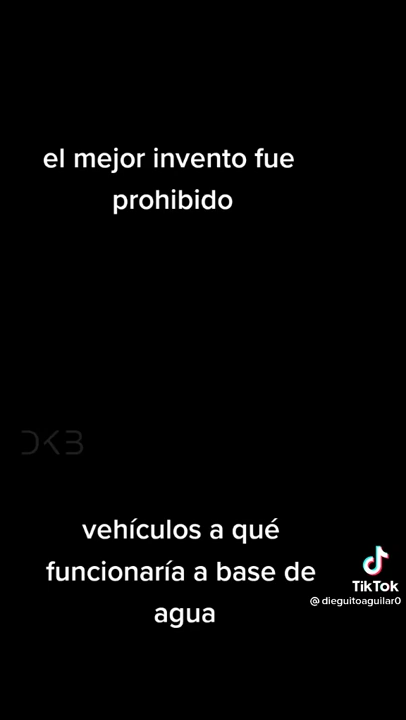 el mejor invento fue
prohibido
DKB
vehículos a qué
funcionaría a base de
agua
TikTok
@dieguitoaguilar0